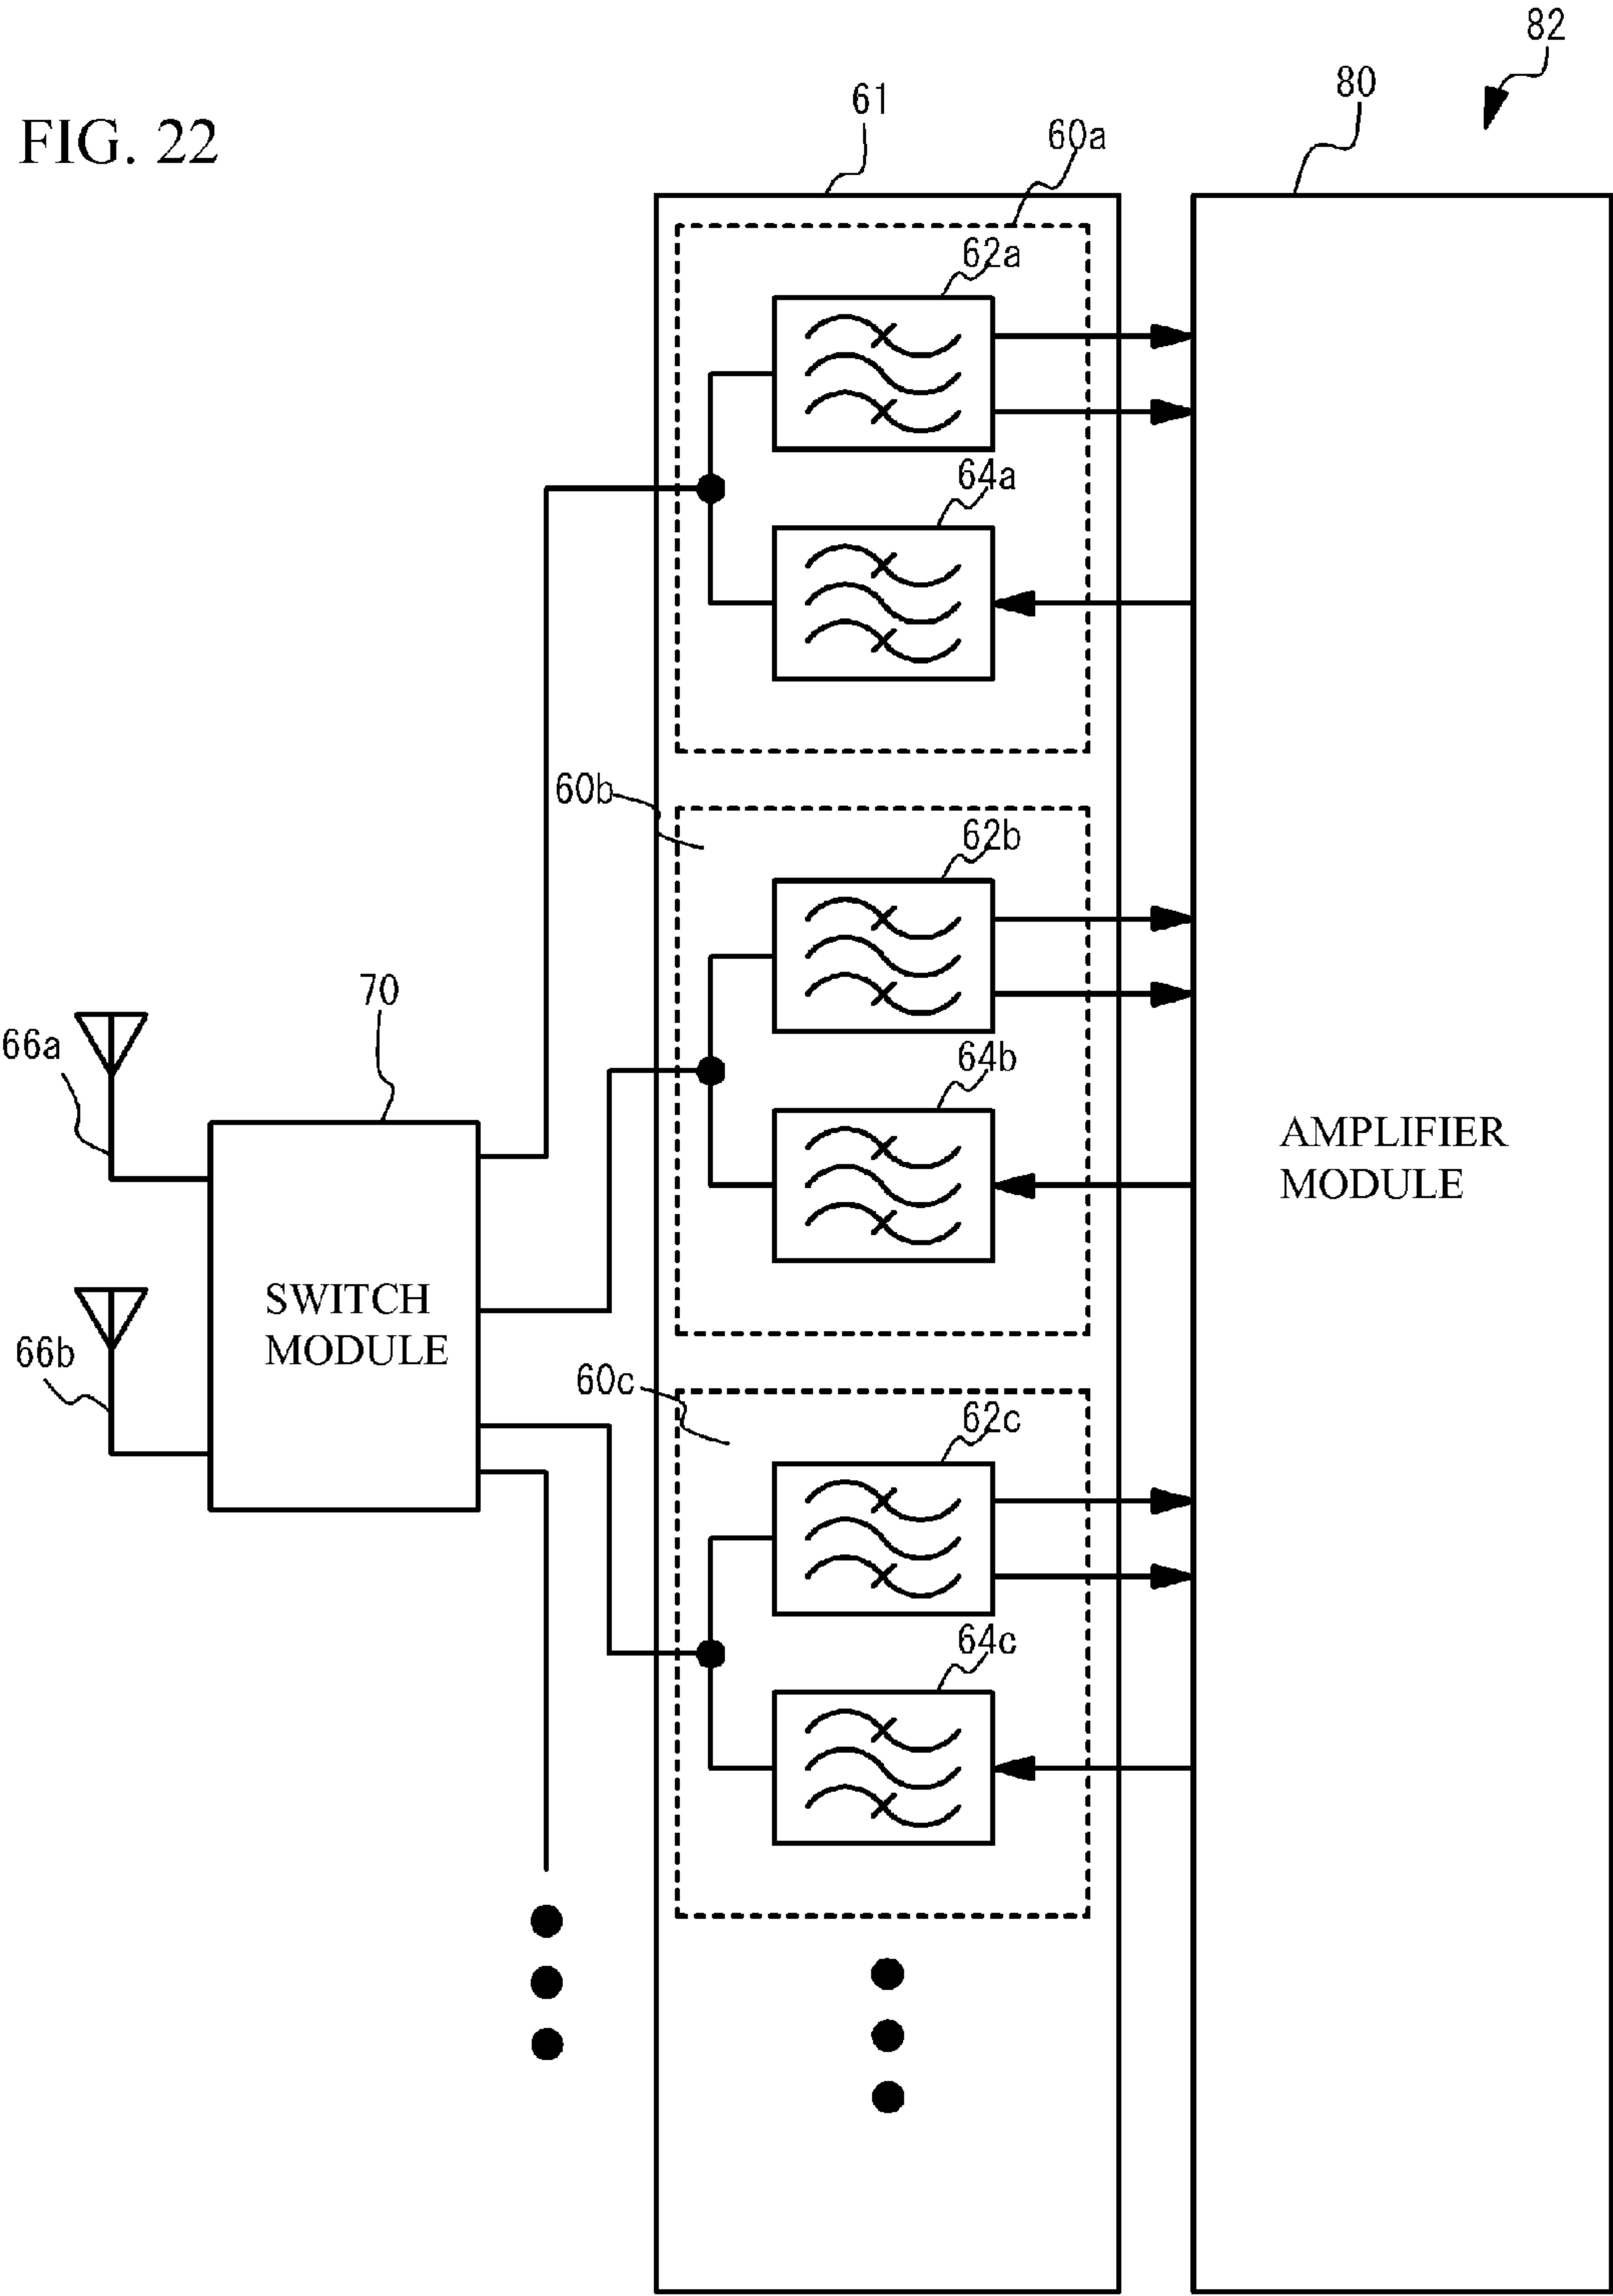 FIG. 22
82
80
61
60a
62a
64a
60b
62b
70
66a
64b
AMPLIFIER
MODULE
SWITCH
MODULE
66b
60c
62c
64c